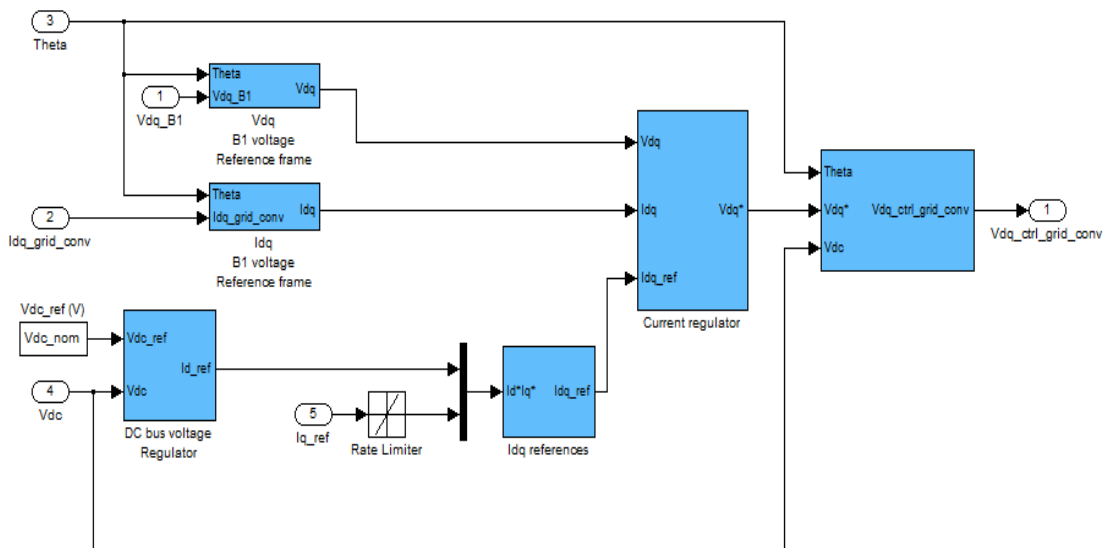 3
Theta
Theta
Vdq_B1
Vdq
1
Vdq_B1
Vdq
B1 voltage
Reference frame
Theta
Idq_grid_conv
Idq
2
Idq_grid_conv
Idq
B1 voltage
Reference frame
Vdq
Idq
Idq_ref
Vdq*
Current regulator
Theta
Vdq*
Vdc
Vdq_ctrl_grid_conv
1
Vdq_ctrl_grid_conv
Vdc_ref (V)
Vdc_nom
Vdc_ref
Vdc
Id_ref
4
Vdc
DC bus voltage
Regulator
5
Iq_ref
Rate Limiter
Id*Iq*
Idq_ref
Idq references